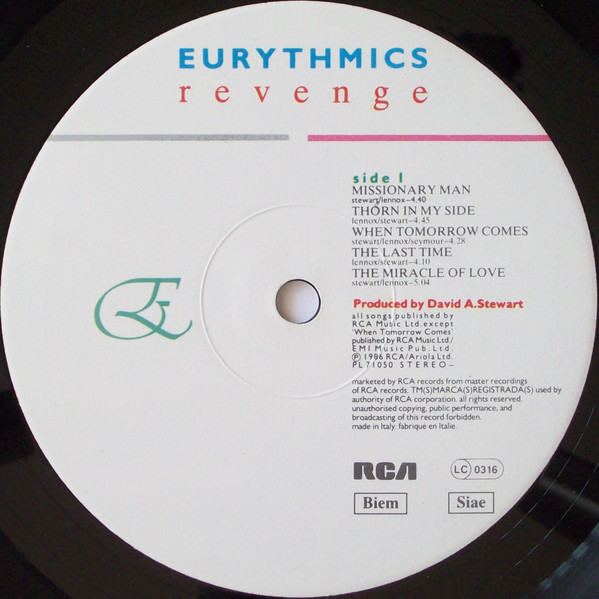 EURYTHMICS
revenge
side 1
MISSIONARY MAN
stewart/lennox–4.40
THORN IN MY SIDE
lennox/stewart–4.45
WHEN TOMORROW COMES
stewart/lennox/seymour–4.28
THE LAST TIME
lennox/stewart–4.10
THE MIRACLE OF LOVE
lennox/stewart–5.04
Produced by David A.Stewart
all songs published by
RCA Music Ltd.except
'When Tomorrow Comes'
published by RCA Music Ltd./
EMI Music Pub. Ltd.
℗ 1986 RCA/Ariola Ltd.
PL71050 STEREO –
marketed by RCA records from master recordings
of RCA records. TM(S)MARCA(S)REGISTRADA(S) used by
authority of RCA corporation. all rights reserved.
unauthorised copying, public performance, and
broadcasting of this record forbidden.
made in Italy. fabriqué en Italie.
RCA
LC 0316
Biem
Siae